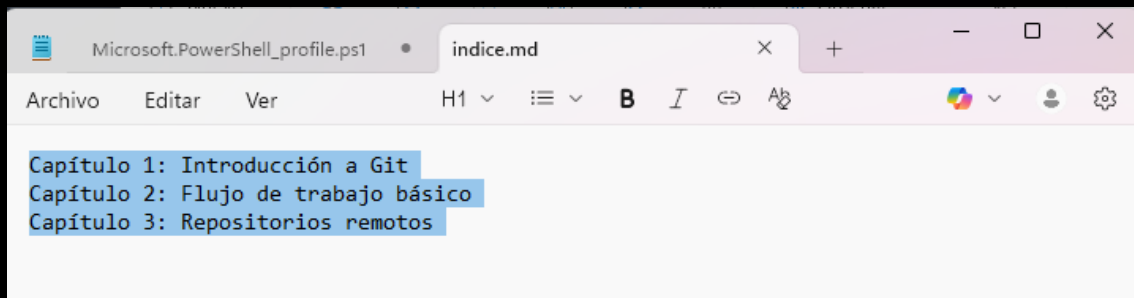 Microsoft.PowerShell_profile.ps1 indice.md
Archivo Editar Ver H1 B I
Capítulo 1: Introducción a Git
Capítulo 2: Flujo de trabajo básico
Capítulo 3: Repositorios remotos